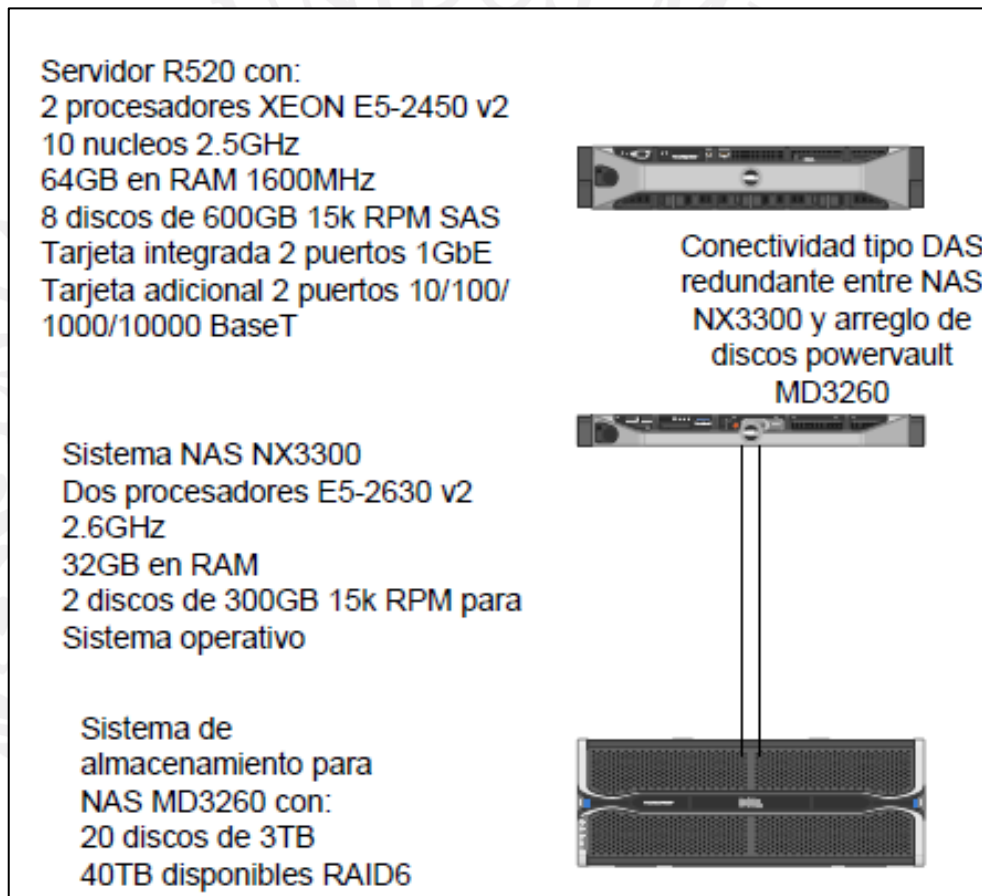 Servidor R520 con:
2 procesadores XEON E5-2450 v2
10 nucleos 2.5GHz
64GB en RAM 1600MHz
8 discos de 600GB 15k RPM SAS
Tarjeta integrada 2 puertos 1GbE
Tarjeta adicional 2 puertos 10/100/
1000/10000 BaseT
Conectividad tipo DAS
redundante entre NAS
NX3300 y arreglo de
discos powervault
MD3260
Sistema NAS NX3300
Dos procesadores E5-2630 v2
2.6GHz
32GB en RAM
2 discos de 300GB 15k RPM para
Sistema operativo
Sistema de
almacenamiento para
NAS MD3260 con:
20 discos de 3TB
40TB disponibles RAID6
DELL